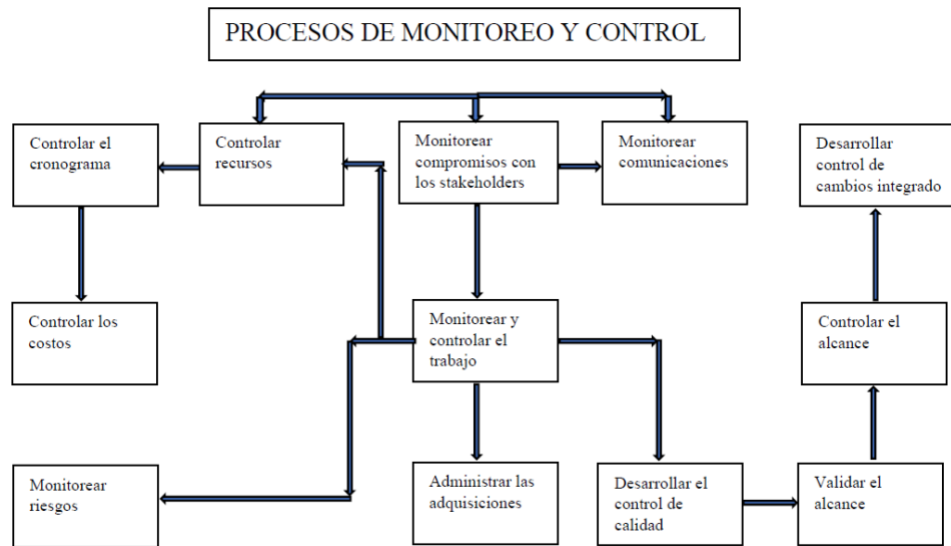 PROCESOS DE MONITOREO Y CONTROL
Controlar el
cronograma
Controlar
recursos
Monitorear
compromisos con
los stakeholders
Monitorear
comunicaciones
Desarrollar
control de
cambios integrado
Controlar los
costos
Monitorear y
controlar el
trabajo
Controlar el
alcance
Monitorear
riesgos
Administrar las
adquisiciones
Desarrollar el
control de
calidad
Validar el
alcance